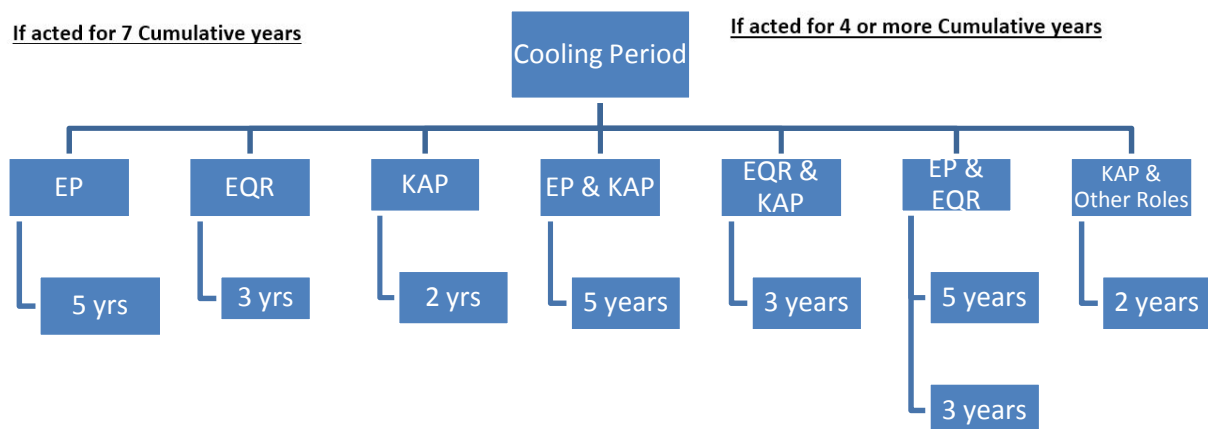 If acted for 7 Cumulative years
If acted for 4 or more Cumulative years
Cooling Period
EP
EQR
KAP
EP & KAP
EQR &
KAP
EP &
EQR
KAP &
Other Roles
5 yrs
3 yrs
2 yrs
5 years
3 years
5 years
2 years
3 years